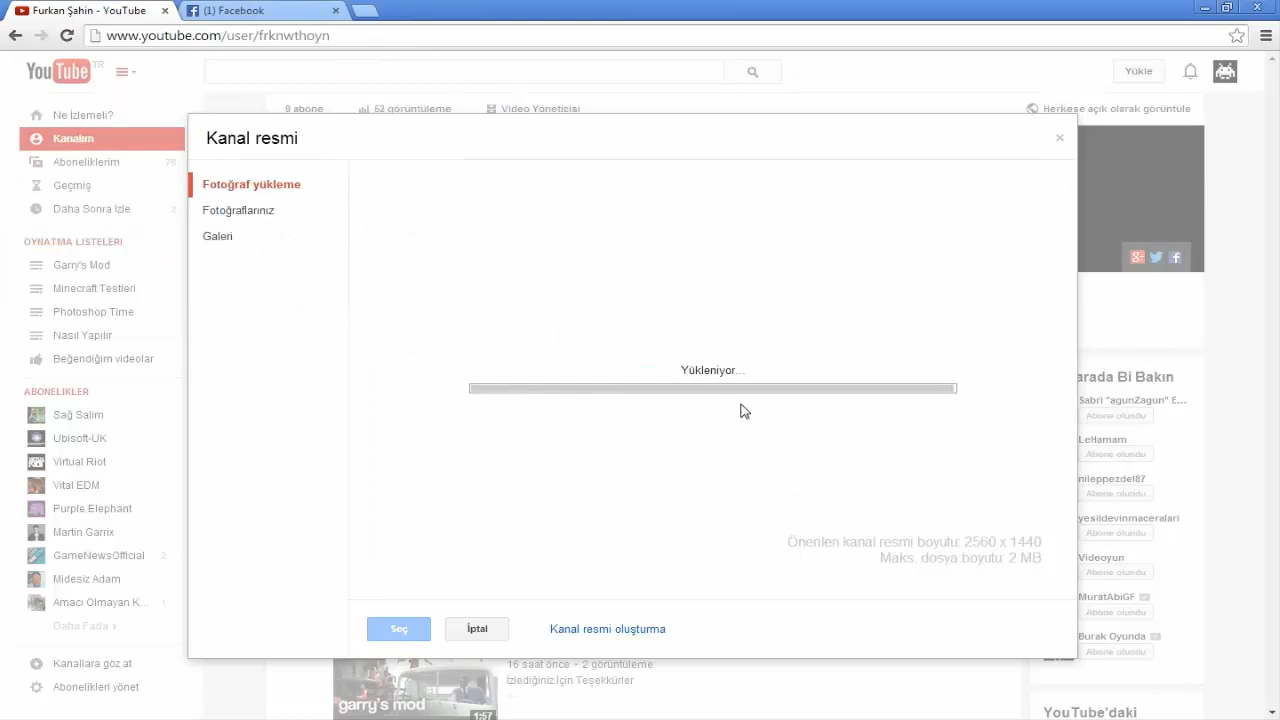 Furkan Şahin - YouTube
(1) Facebook
www.youtube.com/user/frknwthoyn
YouTube TR
Yükle
9 abone
52 görüntüleme
Video Yöneticisi
Herkese açık olarak görüntüle
Ne İzlemeli?
Kanalım
Aboneliklerim 76
Geçmiş
Daha Sonra İzle 2
OYNATMA LİSTELERİ
Garry's Mod
Minecraft Testleri
Photoshop Time
Nasıl Yapılır
Beğendiğim videolar
ABONELIKLER
Sağ Salim
Ubisoft-UK
Virtual Riot
Vital EDM
Purple Elephant
Martin Garrix
GameNewsOfficial 2
Midesiz Adam
Amacı Olmayan K... 1
Daha Fazla
Kanallara göz at
Abonelikleri yönet
Kanal resmi
Fotoğraf yükleme
Fotoğraflarınız
Galeri
Yükleniyor...
Önerilen kanal resmi boyutu: 2560 x 1440
Maks. dosya boyutu: 2 MB
Seç
İptal
Kanal resmi oluşturma
arada Bi Bakın
Sabri "agunZagun" E...
Abone olundu
LeHamam
Abone olundu
nileppezdel87
Abone olundu
yesildevinmaceralari
Abone olundu
Videoyun
Abone olundu
MuratAbiGF
Abone olundu
Burak Oyunda
Abone olundu
16 saat önce • 2 görüntüleme
İzlediğiniz İçin Teşekkürler
garry's mod
1:57
YouTube'daki